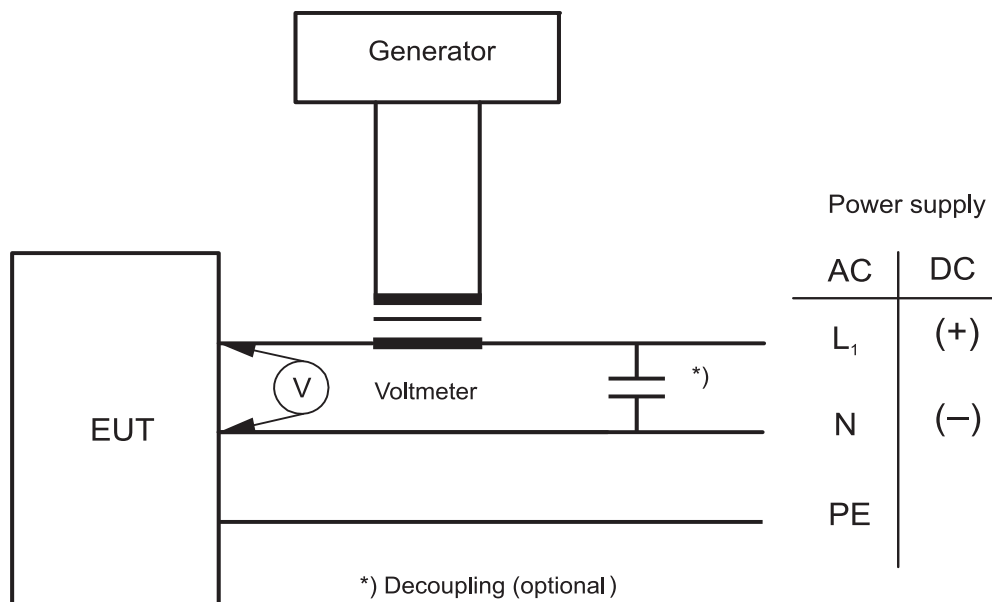 Generator
Power supply
AC DC
L₁ (+)
V Voltmeter *)
EUT N (–)
PE
*) Decoupling (optional)